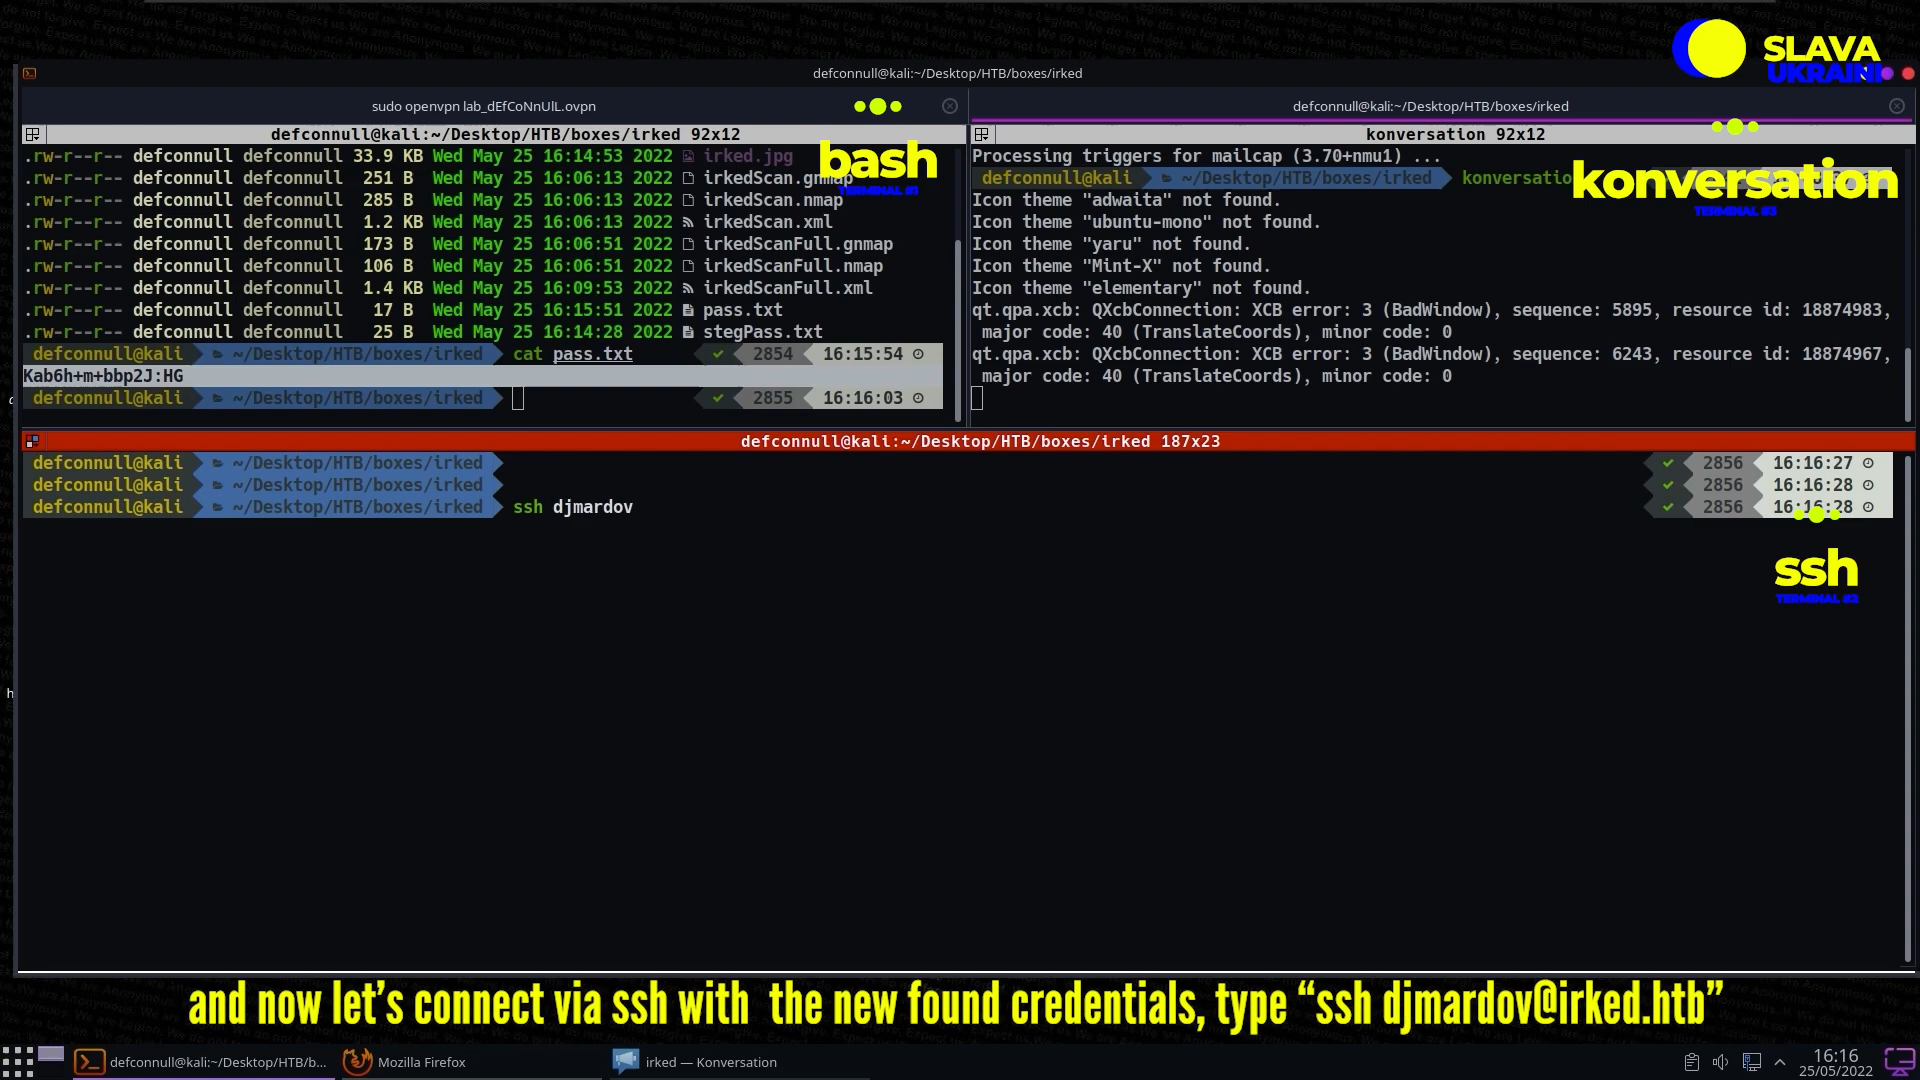 SLAVA
UKRAINI
defconnull@kali:~/Desktop/HTB/boxes/irked
sudo openvpn lab_dEfCoNnUlL.ovpn
defconnull@kali:~/Desktop/HTB/boxes/irked
defconnull@kali:~/Desktop/HTB/boxes/irked 92x12
.rw-r--r-- defconnull defconnull 33.9 KB Wed May 25 16:14:53 2022 irked.jpg
.rw-r--r-- defconnull defconnull 251 B Wed May 25 16:06:13 2022 irkedScan.gnmap
.rw-r--r-- defconnull defconnull 285 B Wed May 25 16:06:13 2022 irkedScan.nmap
.rw-r--r-- defconnull defconnull 1.2 KB Wed May 25 16:06:13 2022 irkedScan.xml
.rw-r--r-- defconnull defconnull 173 B Wed May 25 16:06:51 2022 irkedScanFull.gnmap
.rw-r--r-- defconnull defconnull 106 B Wed May 25 16:06:51 2022 irkedScanFull.nmap
.rw-r--r-- defconnull defconnull 1.4 KB Wed May 25 16:09:53 2022 irkedScanFull.xml
.rw-r--r-- defconnull defconnull 17 B Wed May 25 16:15:51 2022 pass.txt
.rw-r--r-- defconnull defconnull 25 B Wed May 25 16:14:28 2022 stegPass.txt
defconnull@kali ~/Desktop/HTB/boxes/irked cat pass.txt ✓ 2854 16:15:54
Kab6h+m+bbp2J:HG
defconnull@kali ~/Desktop/HTB/boxes/irked ✓ 2855 16:16:03
bash
TERMINAL #1
konversation 92x12
Processing triggers for mailcap (3.70+nmu1) ...
defconnull@kali ~/Desktop/HTB/boxes/irked konversatio
Icon theme "adwaita" not found.
Icon theme "ubuntu-mono" not found.
Icon theme "yaru" not found.
Icon theme "Mint-X" not found.
Icon theme "elementary" not found.
qt.qpa.xcb: QXcbConnection: XCB error: 3 (BadWindow), sequence: 5895, resource id: 18874983,
major code: 40 (TranslateCoords), minor code: 0
qt.qpa.xcb: QXcbConnection: XCB error: 3 (BadWindow), sequence: 6243, resource id: 18874967,
major code: 40 (TranslateCoords), minor code: 0
konversation
TERMINAL #3
defconnull@kali:~/Desktop/HTB/boxes/irked 187x23
defconnull@kali ~/Desktop/HTB/boxes/irked ✓ 2856 16:16:27
defconnull@kali ~/Desktop/HTB/boxes/irked ✓ 2856 16:16:28
defconnull@kali ~/Desktop/HTB/boxes/irked ssh djmardov ✓ 2856 16:16:28
ssh
TERMINAL #2
and now let's connect via ssh with the new found credentials, type “ssh djmardov@irked.htb”
defconnull@kali:~/Desktop/HTB/b...
Mozilla Firefox
irked — Konversation
16:16
25/05/2022